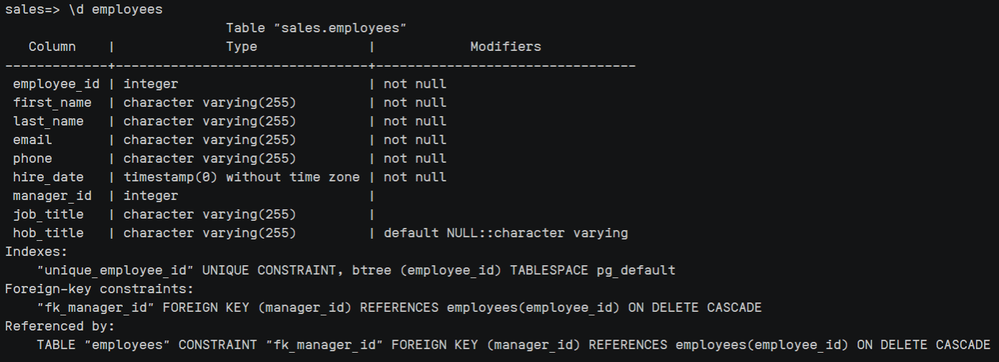 sales=> \d employees
                            Table "sales.employees"
   Column    |              Type              |            Modifiers
-------------+--------------------------------+---------------------------------
 employee_id | integer                        | not null
 first_name  | character varying(255)         | not null
 last_name   | character varying(255)         | not null
 email       | character varying(255)         | not null
 phone       | character varying(255)         | not null
 hire_date   | timestamp(0) without time zone | not null
 manager_id  | integer                        |
 job_title   | character varying(255)         |
 hob_title   | character varying(255)         | default NULL::character varying
Indexes:
    "unique_employee_id" UNIQUE CONSTRAINT, btree (employee_id) TABLESPACE pg_default
Foreign-key constraints:
    "fk_manager_id" FOREIGN KEY (manager_id) REFERENCES employees(employee_id) ON DELETE CASCADE
Referenced by:
    TABLE "employees" CONSTRAINT "fk_manager_id" FOREIGN KEY (manager_id) REFERENCES employees(employee_id) ON DELETE CASCADE